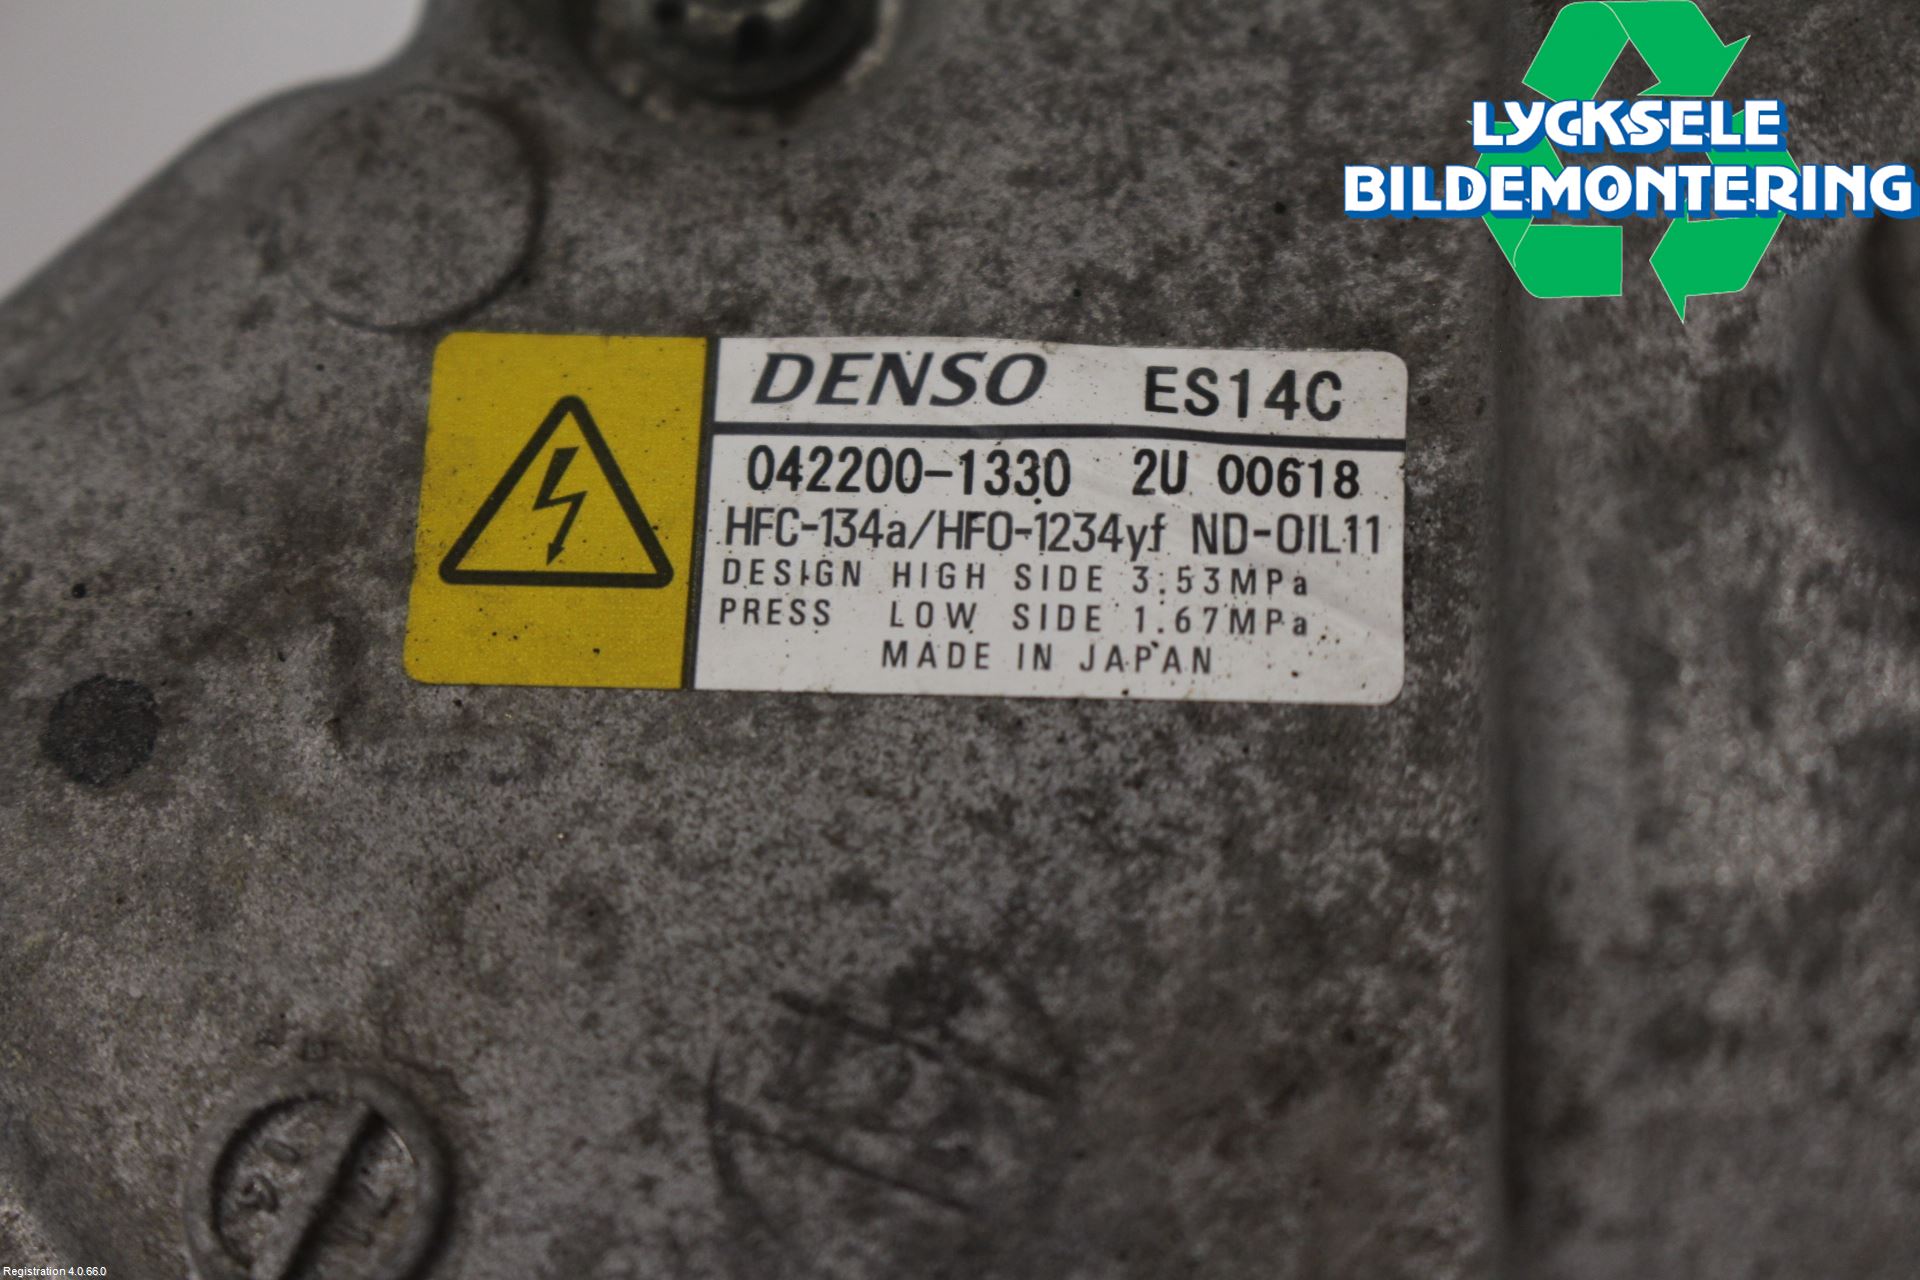 LYCKSELE
BILDEMONTERING
DENSO ES14C
042200-1330 2U 00618
HFC-134a/HFO-1234yf ND-OIL11
DESIGN HIGH SIDE 3.53MPa
PRESS LOW SIDE 1.67MPa
MADE IN JAPAN
Registration 4.0.66.0